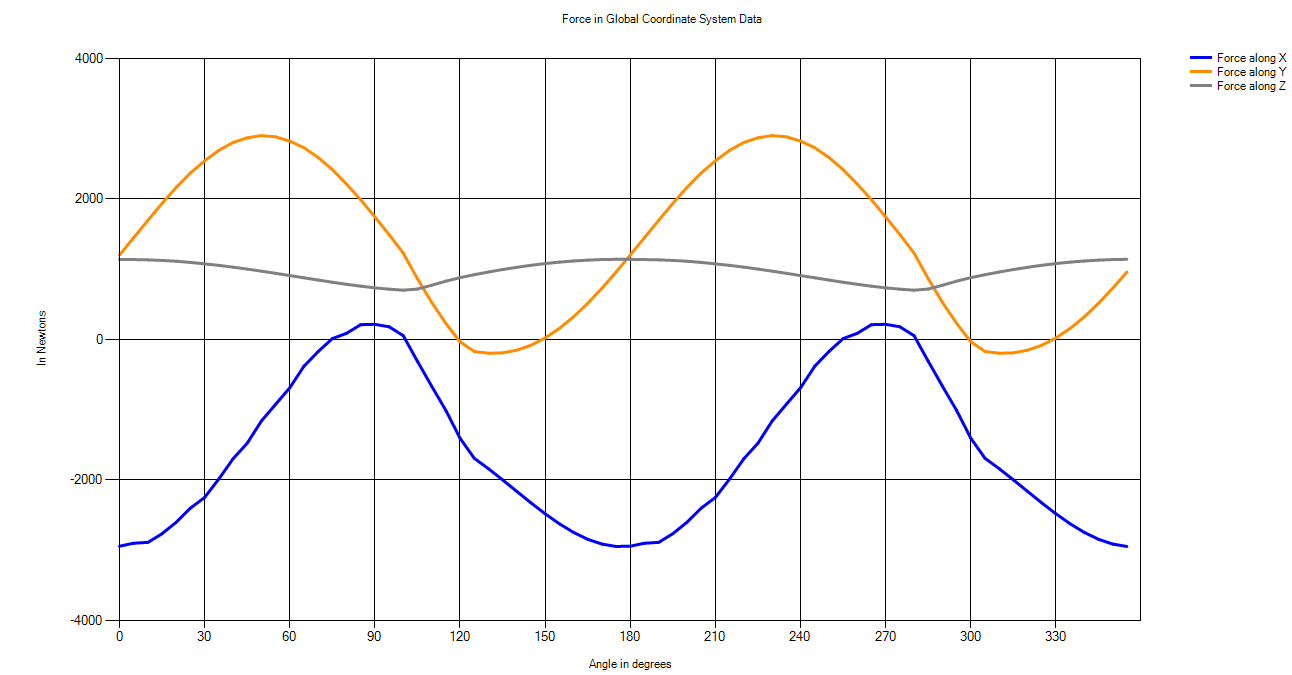 Force in Global Coordinate System Data
Force along X
Force along Y
Force along Z
4000
2000
0
-2000
-4000
In Newtons
0 30 60 90 120 150 180 210 240 270 300 330
Angle in degrees